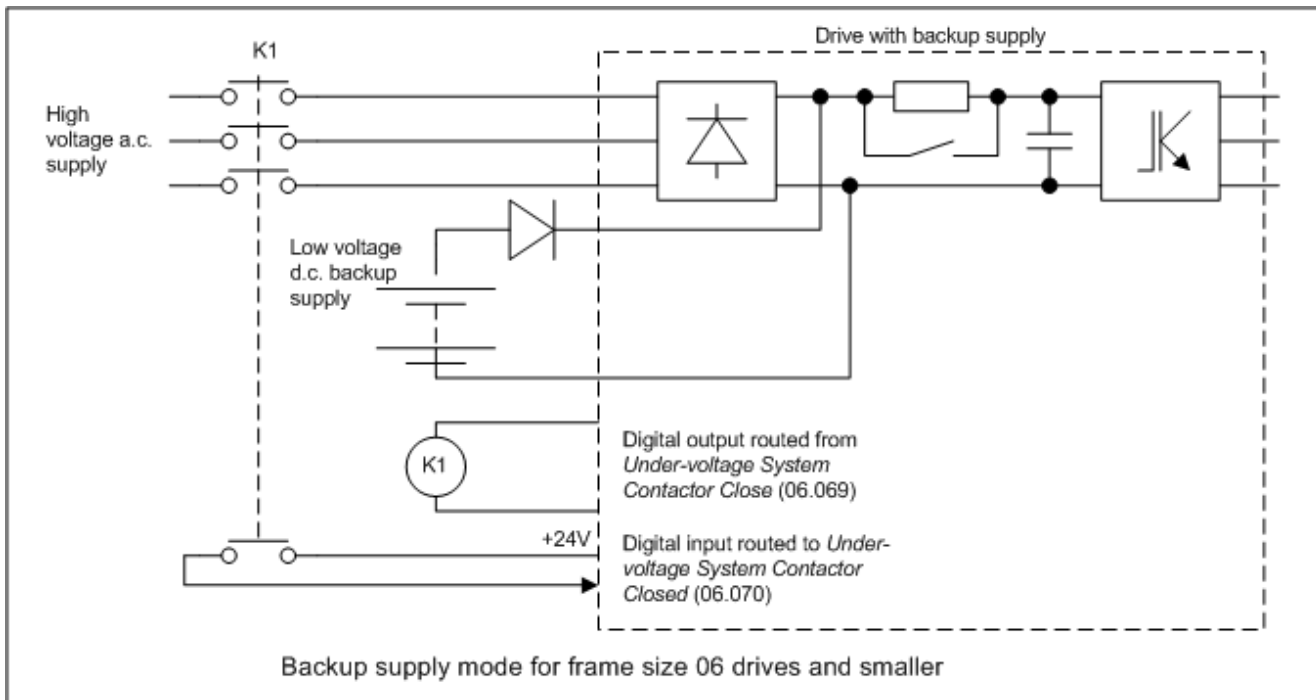 Drive with backup supply
K1
High
voltage a.c.
supply
Low voltage
d.c. backup
supply
K1
Digital output routed from
Under-voltage System
Contactor Close (06.069)
+24V
Digital input routed to Under-
voltage System Contactor
Closed (06.070)
Backup supply mode for frame size 06 drives and smaller